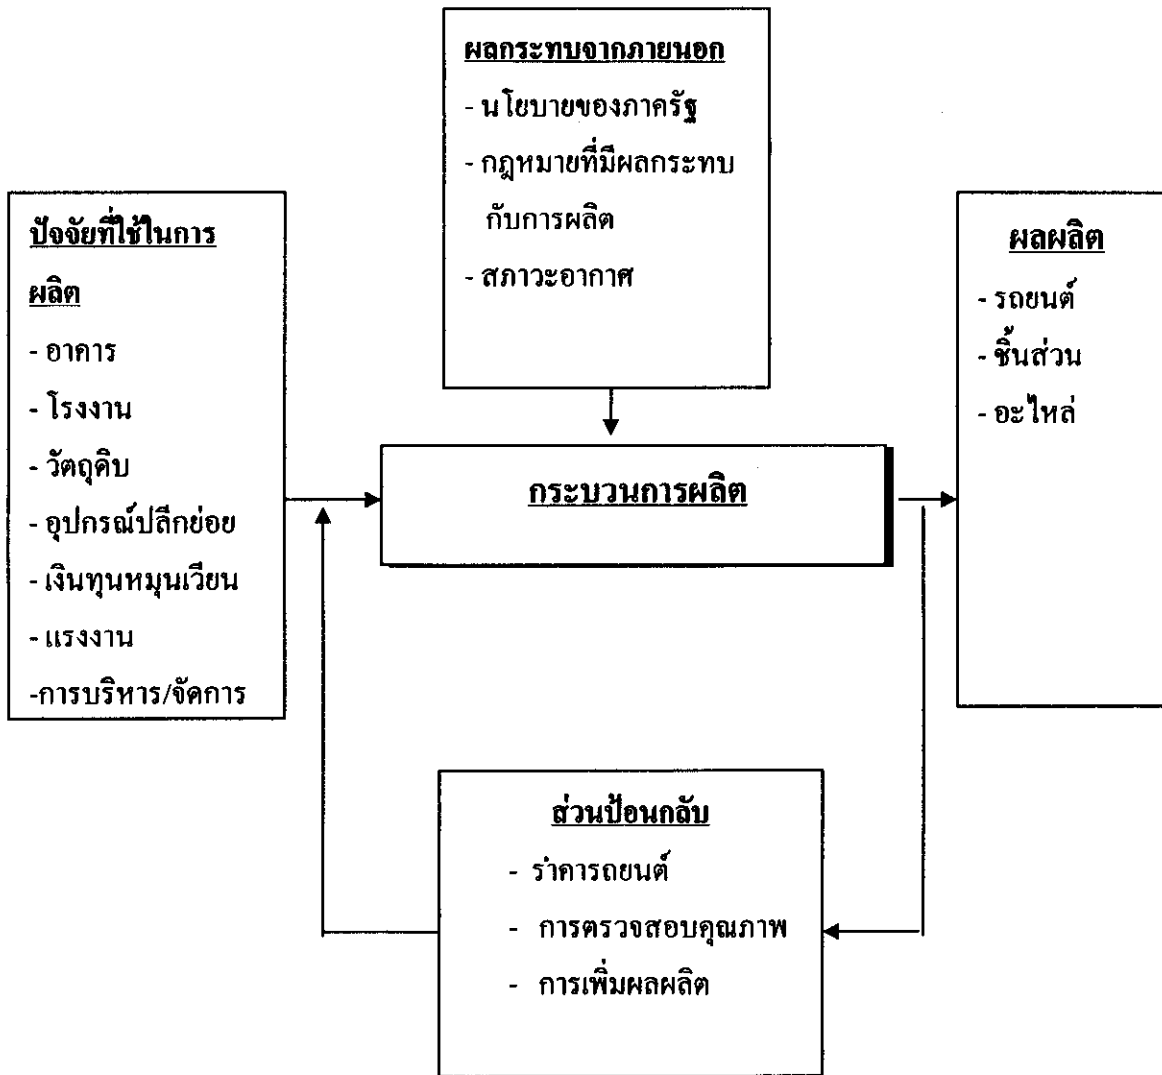 ผลกระทบจากภายนอก
- นโยบายของภาครัฐ
- กฎหมายที่มีผลกระทบ
กับการผลิต
- สภาวะอากาศ
ปัจจัยที่ใช้ในการ
ผลิต
- อาคาร
- โรงงาน
- วัตถุดิบ
- อุปกรณ์ปลีกย่อย
- เงินทุนหมุนเวียน
- แรงงาน
-การบริหาร/จัดการ
กระบวนการผลิต
ผลผลิต
- รถยนต์
- ชิ้นส่วน
- อะไหล่
ส่วนป้อนกลับ
- ราคารถยนต์
- การตรวจสอบคุณภาพ
- การเพิ่มผลผลิต